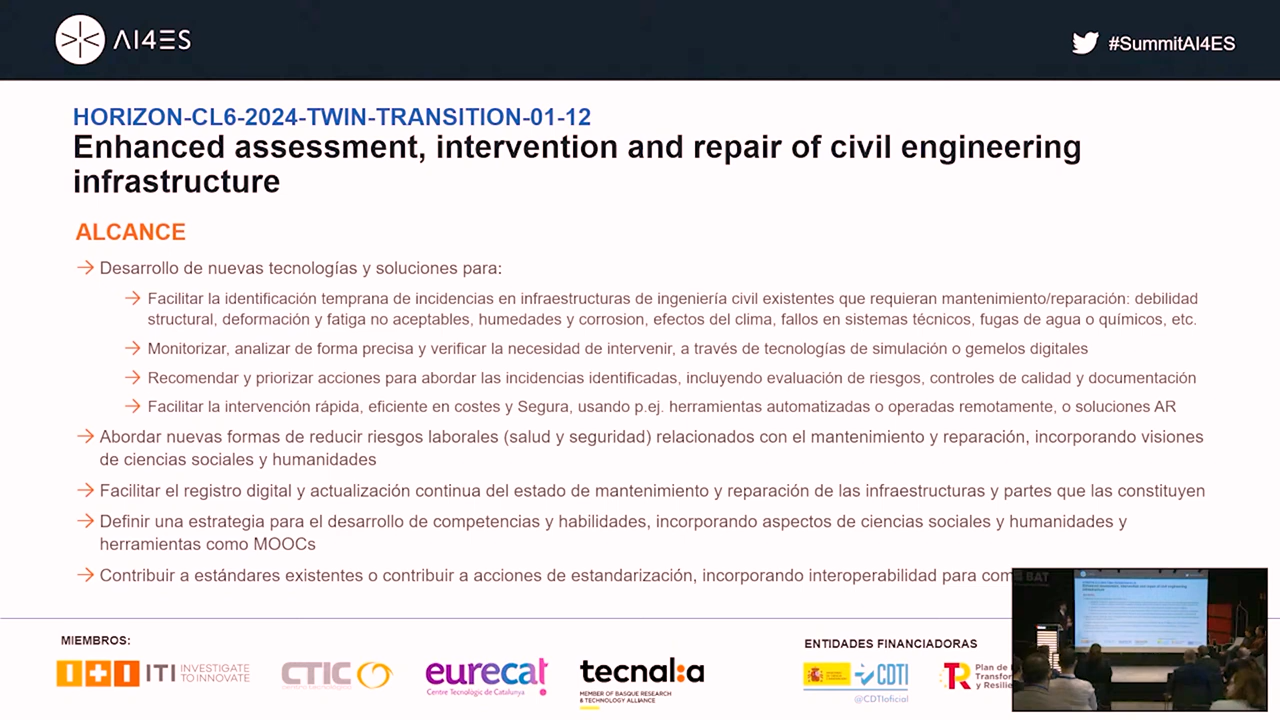 AI4ES
#SummitAI4ES
HORIZON-CL6-2024-TWIN-TRANSITION-01-12
Enhanced assessment, intervention and repair of civil engineering
infrastructure
ALCANCE
Desarrollo de nuevas tecnologías y soluciones para:
Facilitar la identificación temprana de incidencias en infraestructuras de ingeniería civil existentes que requieran mantenimiento/reparación: debilidad
structural, deformación y fatiga no aceptables, humedades y corrosion, efectos del clima, fallos en sistemas técnicos, fugas de agua o químicos, etc.
Monitorizar, analizar de forma precisa y verificar la necesidad de intervenir, a través de tecnologías de simulación o gemelos digitales
Recomendar y priorizar acciones para abordar las incidencias identificadas, incluyendo evaluación de riesgos, controles de calidad y documentación
Facilitar la intervención rápida, eficiente en costes y Segura, usando p.ej. herramientas automatizadas o operadas remotamente, o soluciones AR
Abordar nuevas formas de reducir riesgos laborales (salud y seguridad) relacionados con el mantenimiento y reparación, incorporando visiones
de ciencias sociales y humanidades
Facilitar el registro digital y actualización continua del estado de mantenimiento y reparación de las infraestructuras y partes que las constituyen
Definir una estrategia para el desarrollo de competencias y habilidades, incorporando aspectos de ciencias sociales y humanidades y
herramientas como MOOCs
Contribuir a estándares existentes o contribuir a acciones de estandarización, incorporando interoperabilidad para com
MIEMBROS:
ENTIDADES FINANCIADORAS
ITI INVESTIGATE
TO INNOVATE
CTIC
centro tecnológico
eurecat
Centre Tecnològic de Catalunya
tecnalia
MEMBER OF BASQUE RESEARCH
& TECHNOLOGY ALLIANCE
CDTI
@CDTIoficial
Plan de
Transfor
y Resilie
BAT